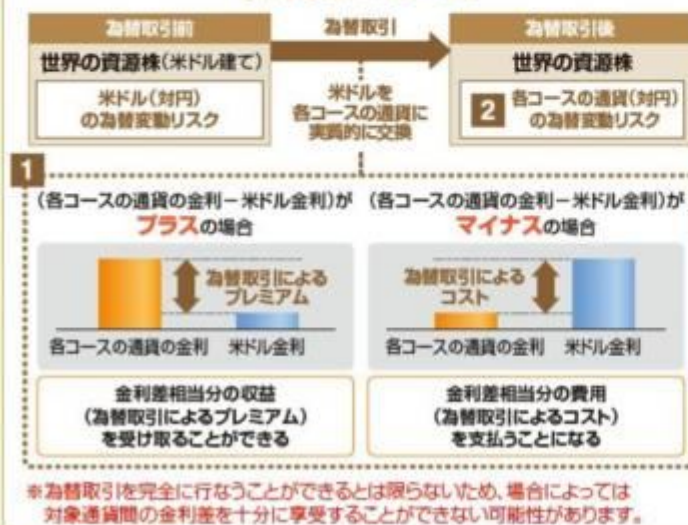 為替取引前
為替取引
為替取引後
世界の資源株(米ドル建て)
米ドル(対円)
の為替変動リスク
米ドルを
各コースの通貨に
実質的に交換
世界の資源株
2 各コースの通貨(対円)
の為替変動リスク
1
(各コースの通貨の金利-米ドル金利)が
プラスの場合
為替取引による
プレミアム
各コースの通貨の金利 米ドル金利
金利差相当分の収益
(為替取引によるプレミアム)
を受け取ることができる
(各コースの通貨の金利-米ドル金利)が
マイナスの場合
為替取引による
コスト
各コースの通貨の金利 米ドル金利
金利差相当分の費用
(為替取引によるコスト)
を支払うことになる
※為替取引を完全に行なうことができるとは限らないため、場合によっては
対象通貨間の金利差を十分に享受することができない可能性があります。